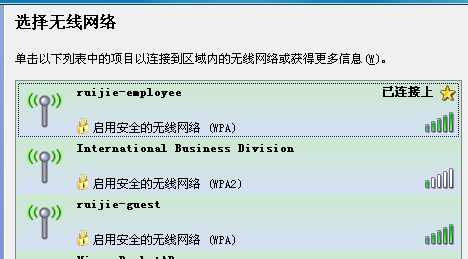 选择无线网络
单击以下列表中的项目以连接到区域内的无线网络或获得更多信息(W)。
ruijie-employee 已连接上
启用安全的无线网络 (WPA)
International Business Division
启用安全的无线网络 (WPA2)
ruijie-guest
启用安全的无线网络 (WPA)